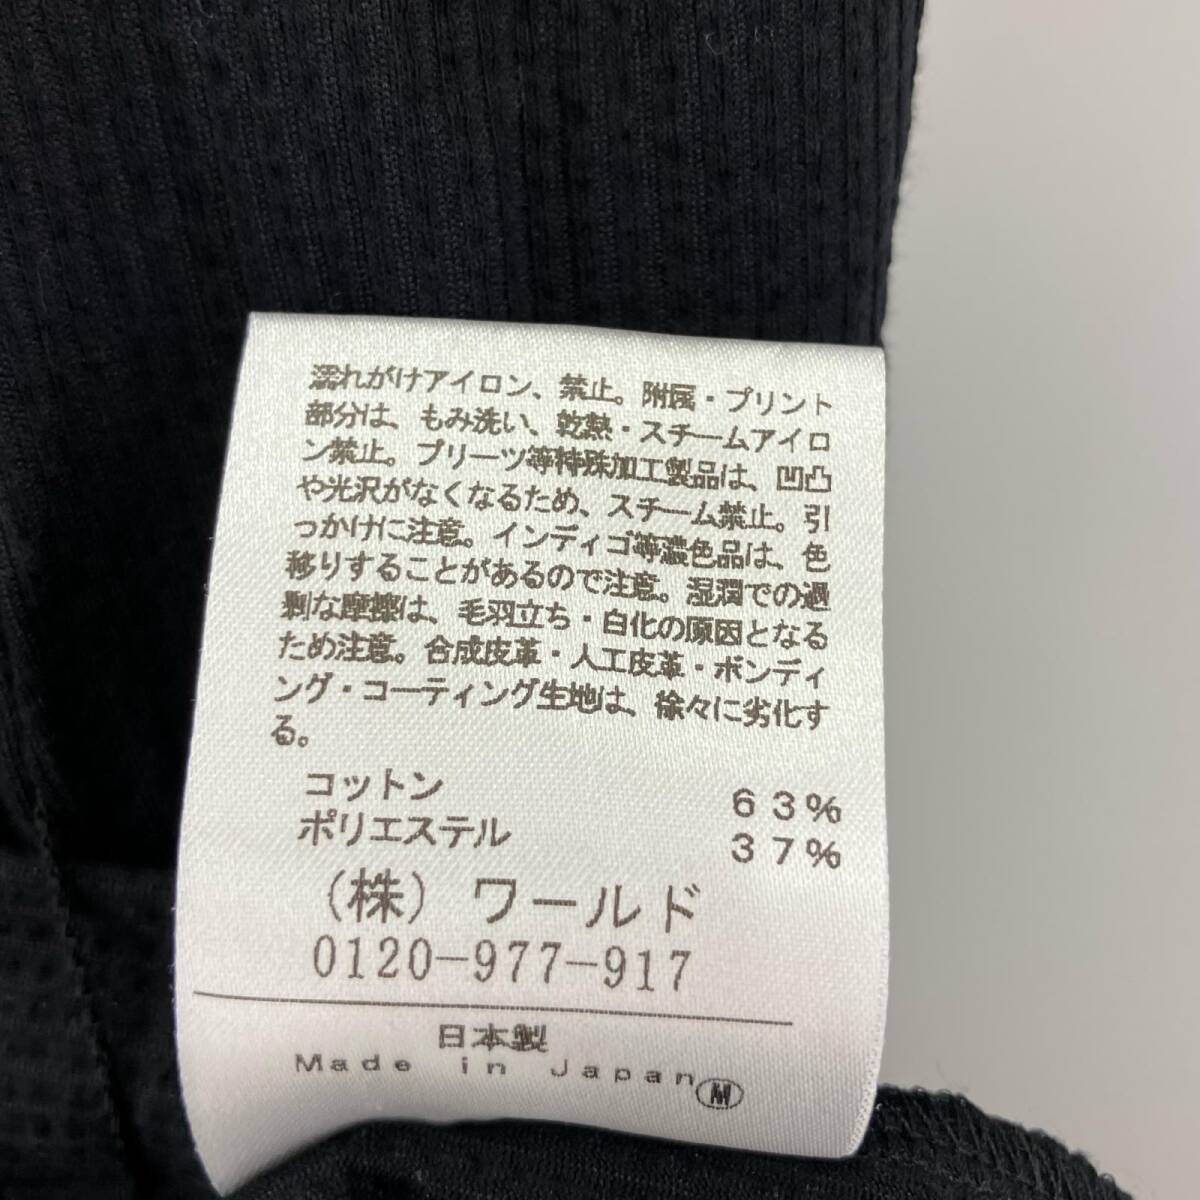 濡れがけアイロン、禁止。附属・プリント
部分は、もみ洗い、乾熱・スチームアイロ
ン禁止。プリーツ等特殊加工製品は、凹凸
や光沢がなくなるため、スチーム禁止。引
っかけに注意。インディゴ等濃色品は、色
移りすることがあるので注意。湿潤での過
剰な摩擦は、毛羽立ち・白化の原因となる
ため注意。合成皮革・人工皮革・ボンディ
ング・コーティング生地は、徐々に劣化す
る。
コットン 63%
ポリエステル 37%
(株)ワールド
0120-977-917
日本製
Made in Japan Ⓜ